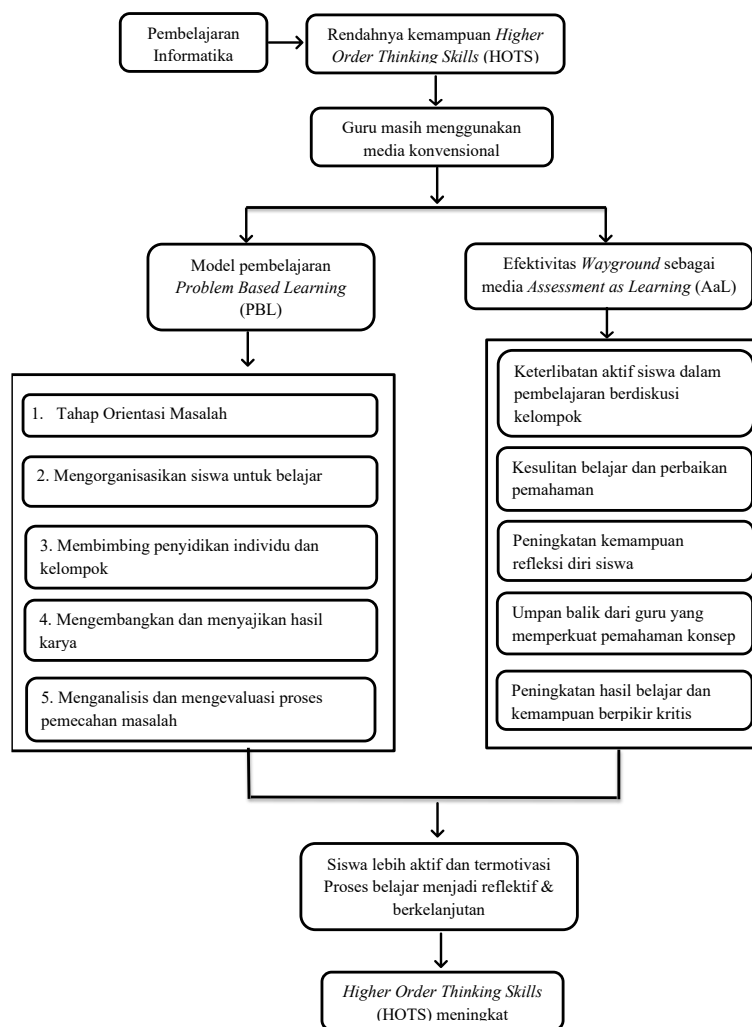 Pembelajaran
Informatika
Rendahnya kemampuan Higher
Order Thinking Skills (HOTS)
Guru masih menggunakan
media konvensional
Model pembelajaran
Problem Based Learning
(PBL)
Efektivitas Wayground sebagai
media Assessment as Learning (AaL)
1. Tahap Orientasi Masalah
2. Mengorganisasikan siswa untuk belajar
3. Membimbing penyidikan individu dan
kelompok
4. Mengembangkan dan menyajikan hasil
karya
5. Menganalisis dan mengevaluasi proses
pemecahan masalah
Keterlibatan aktif siswa dalam
pembelajaran berdiskusi
kelompok
Kesulitan belajar dan perbaikan
pemahaman
Peningkatan kemampuan
refleksi diri siswa
Umpan balik dari guru yang
memperkuat pemahaman konsep
Peningkatan hasil belajar dan
kemampuan berpikir kritis
Siswa lebih aktif dan termotivasi
Proses belajar menjadi reflektif &
berkelanjutan
Higher Order Thinking Skills
(HOTS) meningkat